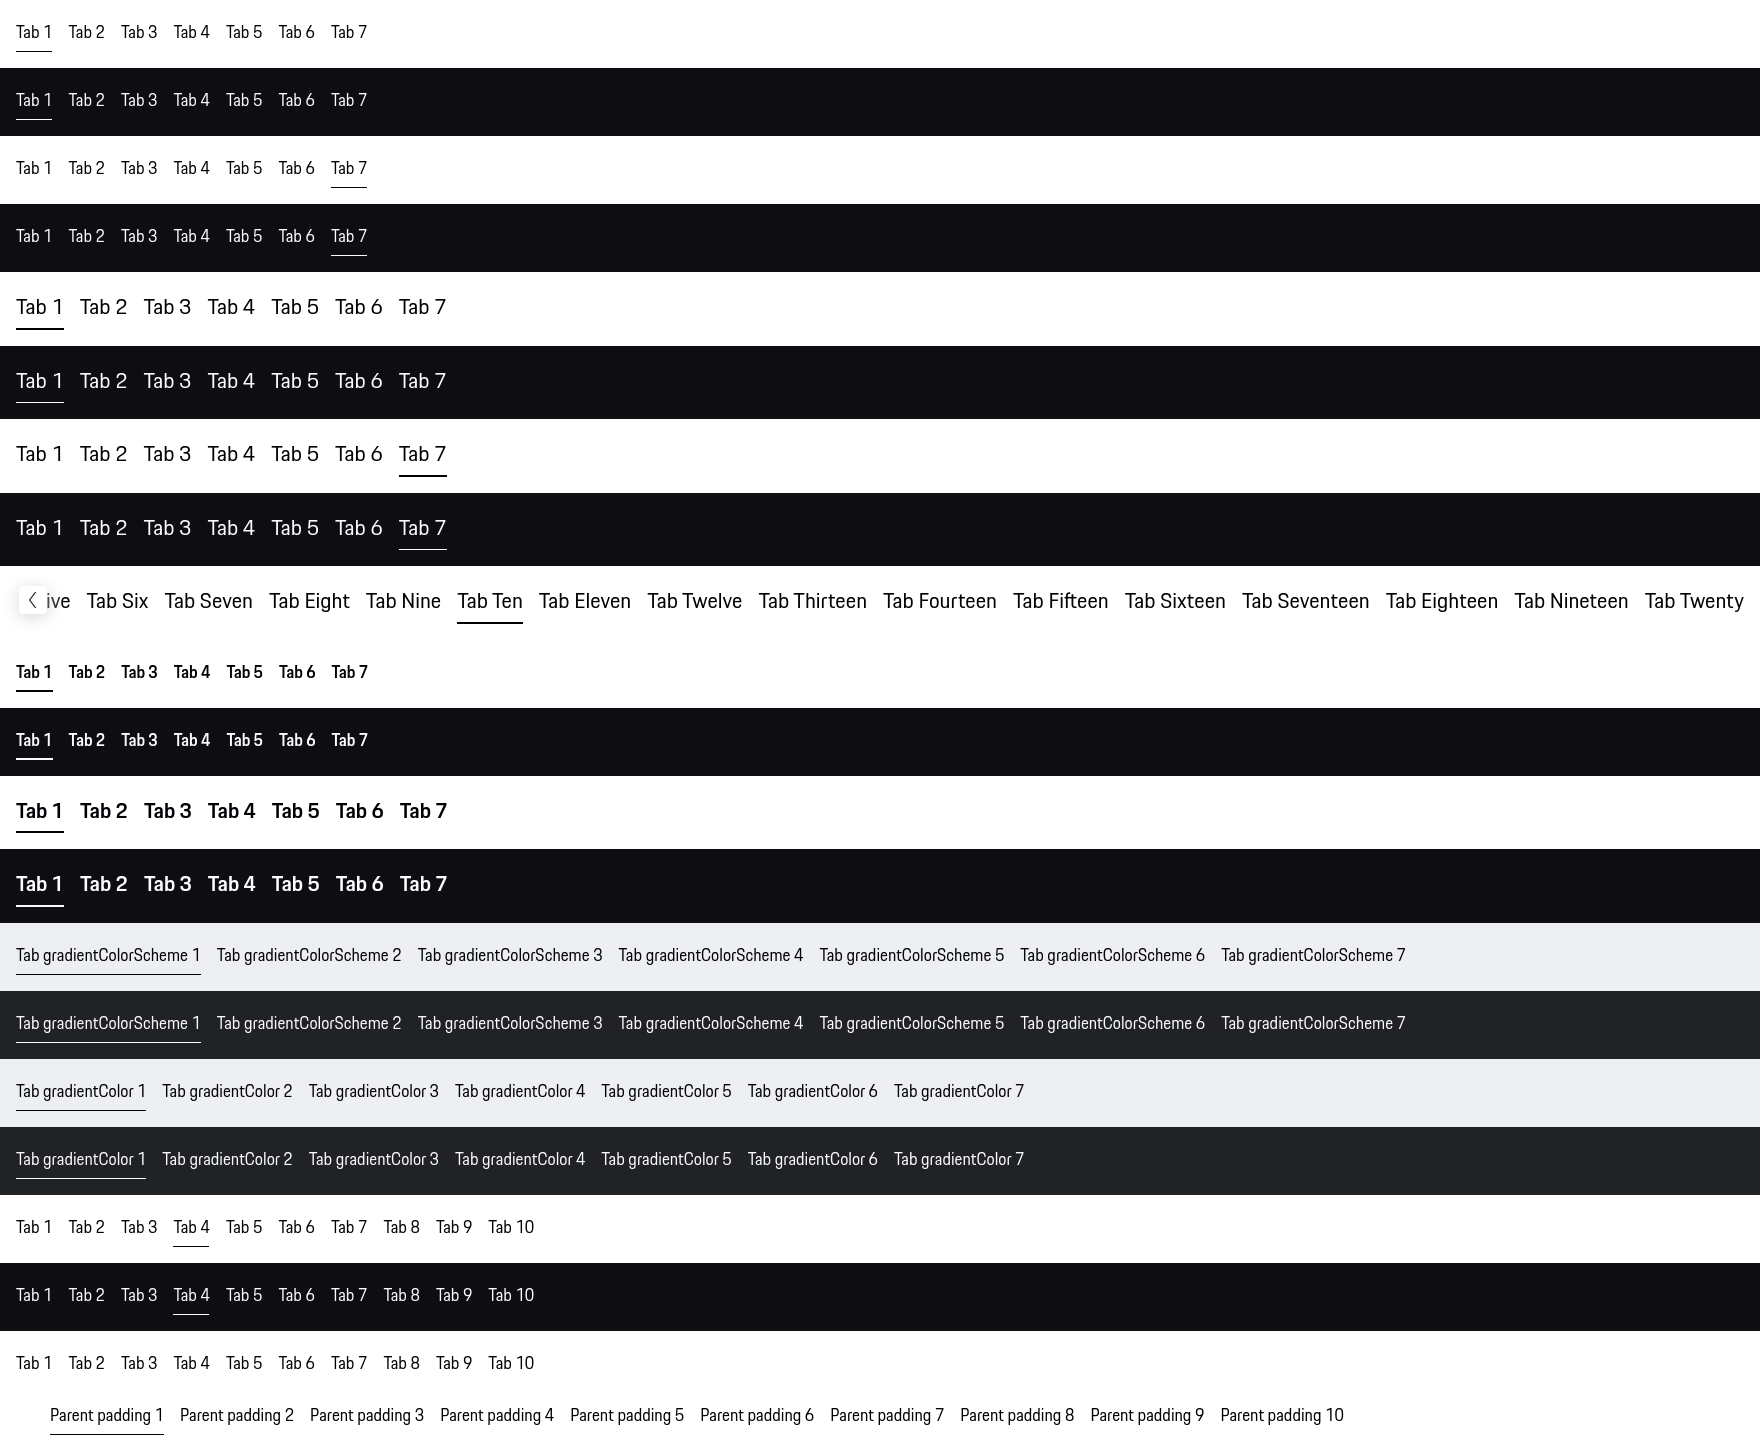 Tab 1 Tab 2 Tab 3 Tab 4 Tab 5 Tab 6 Tab 7
Tab 1 Tab 2 Tab 3 Tab 4 Tab 5 Tab 6 Tab 7
Tab 1 Tab 2 Tab 3 Tab 4 Tab 5 Tab 6 Tab 7
Tab 1 Tab 2 Tab 3 Tab 4 Tab 5 Tab 6 Tab 7
Tab 1 Tab 2 Tab 3 Tab 4 Tab 5 Tab 6 Tab 7
Tab 1 Tab 2 Tab 3 Tab 4 Tab 5 Tab 6 Tab 7
Tab 1 Tab 2 Tab 3 Tab 4 Tab 5 Tab 6 Tab 7
Tab 1 Tab 2 Tab 3 Tab 4 Tab 5 Tab 6 Tab 7
ive Tab Six Tab Seven Tab Eight Tab Nine Tab Ten Tab Eleven Tab Twelve Tab Thirteen Tab Fourteen Tab Fifteen Tab Sixteen Tab Seventeen Tab Eighteen Tab Nineteen Tab Twenty
Tab 1 Tab 2 Tab 3 Tab 4 Tab 5 Tab 6 Tab 7
Tab 1 Tab 2 Tab 3 Tab 4 Tab 5 Tab 6 Tab 7
Tab 1 Tab 2 Tab 3 Tab 4 Tab 5 Tab 6 Tab 7
Tab 1 Tab 2 Tab 3 Tab 4 Tab 5 Tab 6 Tab 7
Tab gradientColorScheme 1 Tab gradientColorScheme 2 Tab gradientColorScheme 3 Tab gradientColorScheme 4 Tab gradientColorScheme 5 Tab gradientColorScheme 6 Tab gradientColorScheme 7
Tab gradientColorScheme 1 Tab gradientColorScheme 2 Tab gradientColorScheme 3 Tab gradientColorScheme 4 Tab gradientColorScheme 5 Tab gradientColorScheme 6 Tab gradientColorScheme 7
Tab gradientColor 1 Tab gradientColor 2 Tab gradientColor 3 Tab gradientColor 4 Tab gradientColor 5 Tab gradientColor 6 Tab gradientColor 7
Tab gradientColor 1 Tab gradientColor 2 Tab gradientColor 3 Tab gradientColor 4 Tab gradientColor 5 Tab gradientColor 6 Tab gradientColor 7
Tab 1 Tab 2 Tab 3 Tab 4 Tab 5 Tab 6 Tab 7 Tab 8 Tab 9 Tab 10
Tab 1 Tab 2 Tab 3 Tab 4 Tab 5 Tab 6 Tab 7 Tab 8 Tab 9 Tab 10
Tab 1 Tab 2 Tab 3 Tab 4 Tab 5 Tab 6 Tab 7 Tab 8 Tab 9 Tab 10
Parent padding 1 Parent padding 2 Parent padding 3 Parent padding 4 Parent padding 5 Parent padding 6 Parent padding 7 Parent padding 8 Parent padding 9 Parent padding 10